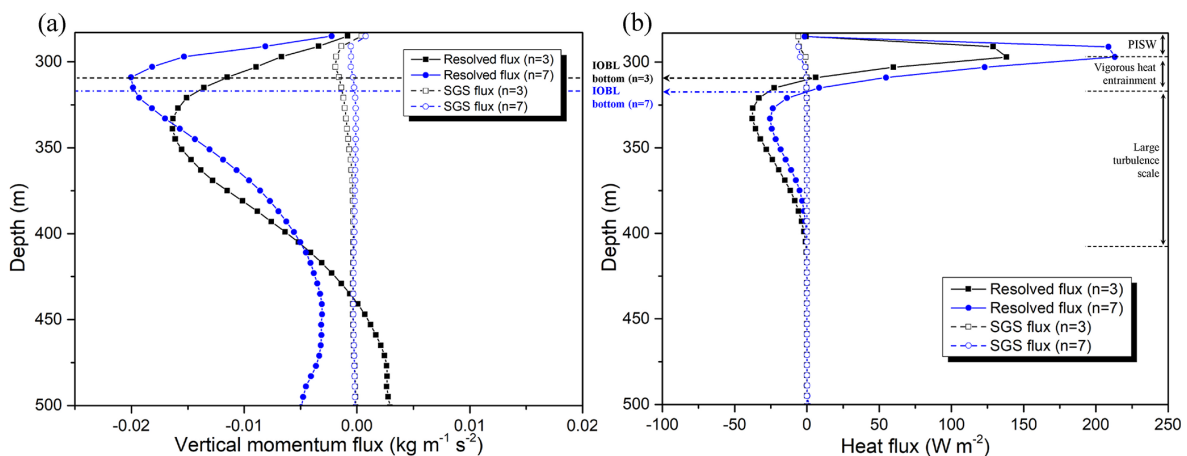 (a)
Resolved flux (n=3)
Resolved flux (n=7)
SGS flux (n=3)
SGS flux (n=7)
300
350
400
450
500
Depth (m)
-0.02
-0.01
0.00
0.01
0.02
Vertical momentum flux (kg m⁻¹ s⁻²)
(b)
IOBL
bottom (n=3)
IOBL
bottom (n=7)
PISW
Vigorous heat
entrainment
Large
turbulence
scale
Resolved flux (n=3)
Resolved flux (n=7)
SGS flux (n=3)
SGS flux (n=7)
300
350
400
450
500
Depth (m)
-100
-50
0
50
100
150
200
250
Heat flux (W m⁻²)